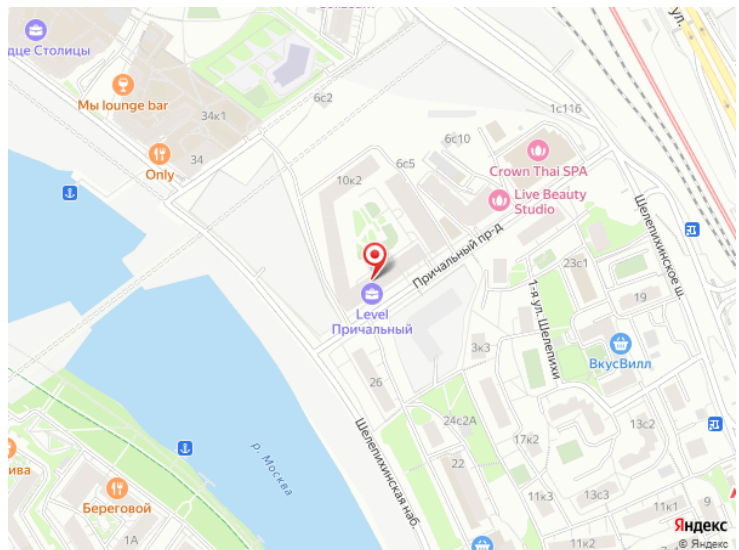 дце Столицы
Мы lounge bar
34к1
34
Only
6с2
1с116
ул.
6с10
6с5
Crown Thai SPA
10к2
Live Beauty
Studio
Причальный пр-д
Шелепихинское ш.
23с1
19
1-я ул. Шелепихи
Level
Причальный
3к3
ВкусВилл
26
24с2А
13с2
17к2
Шелепихинская наб.
22
р. Москва
ива
Береговой
1А
11к3
13с3
11к1
9
Яндекс
© Яндекс